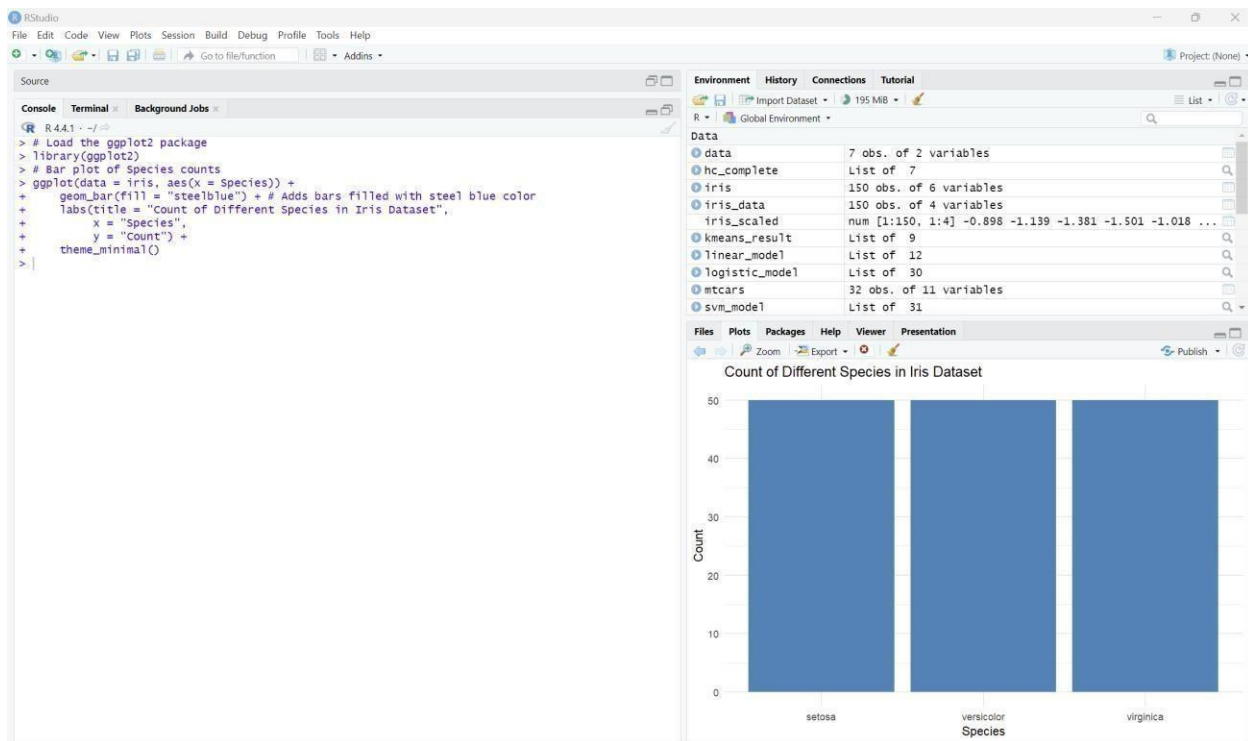 RStudio
File Edit Code View Plots Session Build Debug Profile Tools Help
Go to file/function Addins
Project: (None)
Source
Console Terminal Background Jobs
R 4.4.1 · ~/
> # Load the ggplot2 package
> library(ggplot2)
> # Bar plot of Species counts
> ggplot(data = iris, aes(x = Species)) +
+     geom_bar(fill = "steelblue") + # Adds bars filled with steel blue color
+     labs(title = "Count of Different Species in Iris Dataset",
+          x = "Species",
+          y = "Count") +
+     theme_minimal()
>
Environment History Connections Tutorial
Import Dataset 195 MiB List
R Global Environment
Data
data 7 obs. of 2 variables
hc_complete List of 7
iris 150 obs. of 6 variables
iris_data 150 obs. of 4 variables
iris_scaled num [1:150, 1:4] -0.898 -1.139 -1.381 -1.501 -1.018 ...
kmeans_result List of 9
linear_model List of 12
logistic_model List of 30
mtcars 32 obs. of 11 variables
svm_model List of 31
Files Plots Packages Help Viewer Presentation
Zoom Export Publish
Count of Different Species in Iris Dataset
50
40
30
20
10
0
Count
setosa versicolor virginica
Species